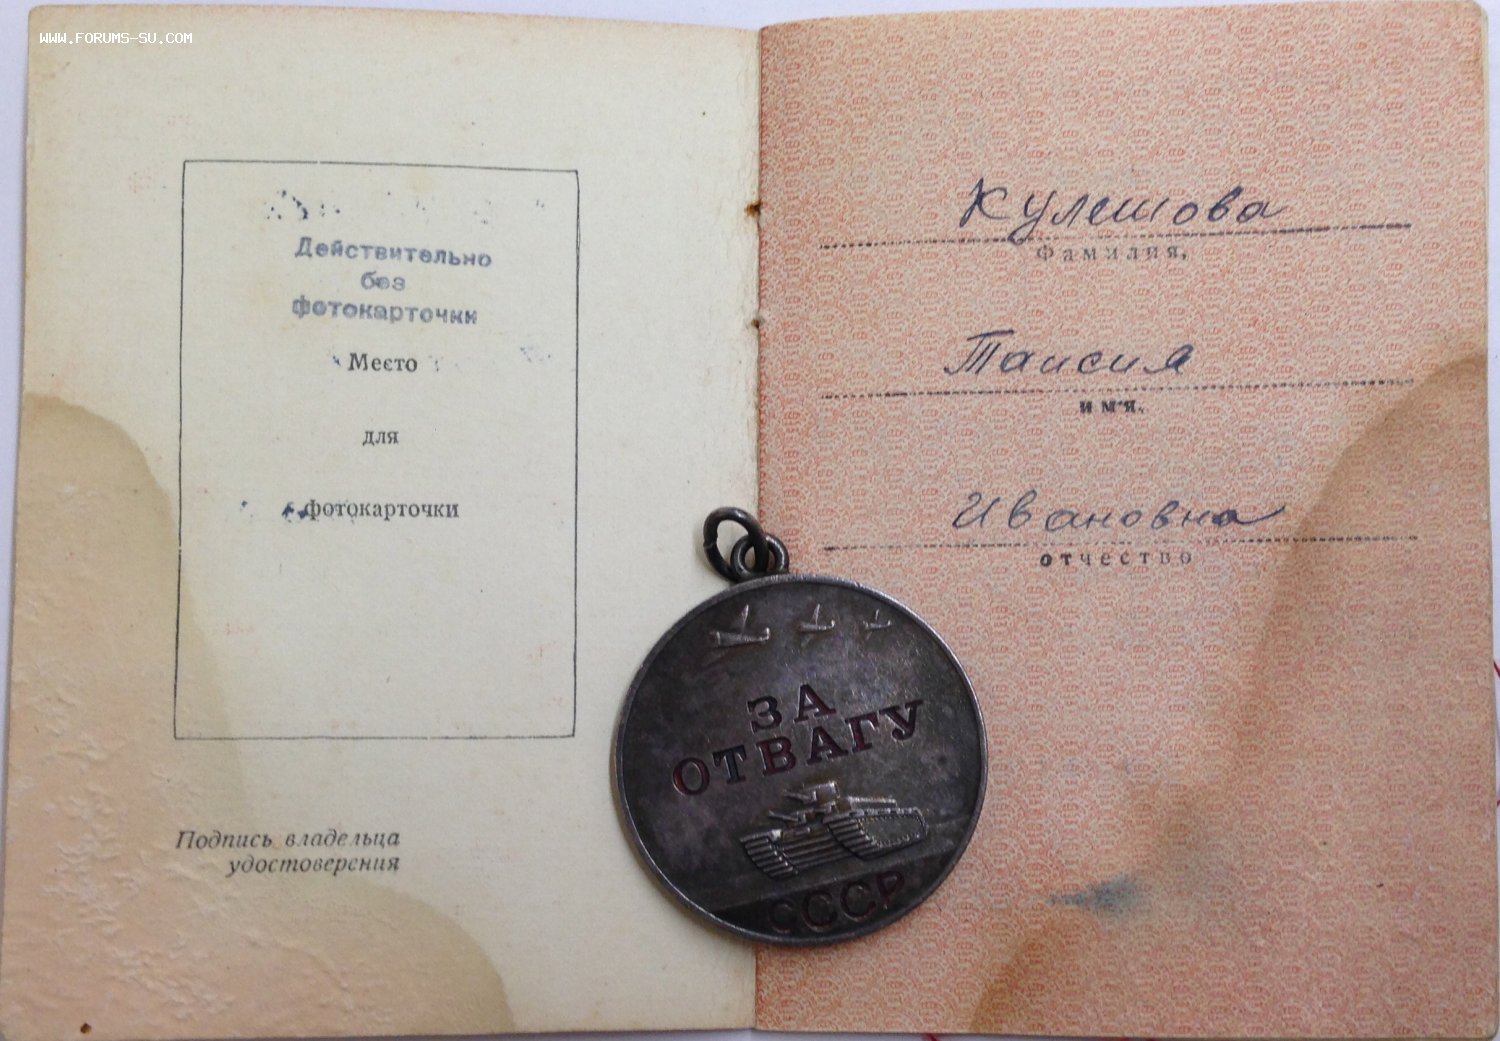 WWW.FORUMS-SU.COM
Действительно
без
фотокарточки
Место
для
фотокарточки
Подпись владельца
удостоверения
Кулешова
фамилия,
Таисия
имя,
Ивановна
отчество
ЗА
ОТВАГУ
СССР